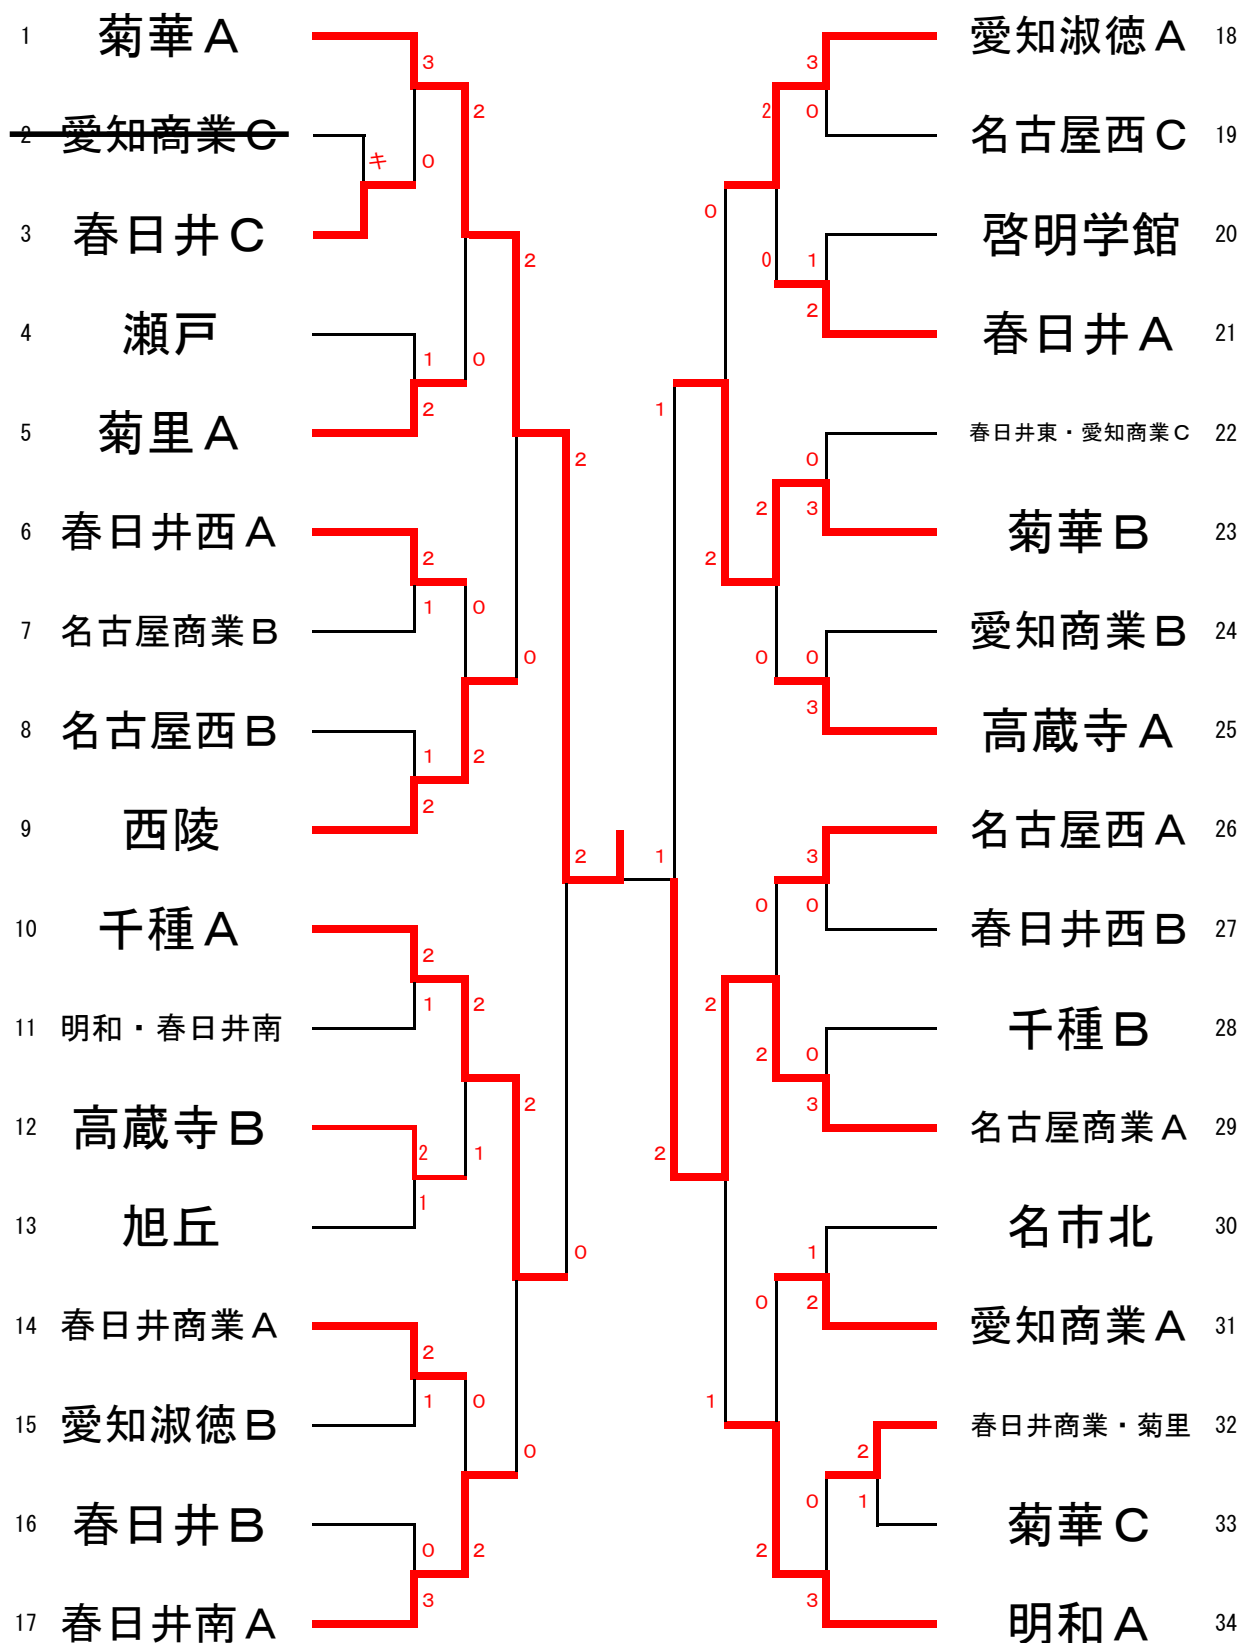 1 菊華A
2 愛知商業C
3 春日井C
4 瀬戸
5 菊里A
6 春日井西A
7 名古屋商業B
8 名古屋西B
9 西陵
10 千種A
11 明和・春日井南
12 高蔵寺B
13 旭丘
14 春日井商業A
15 愛知淑徳B
16 春日井B
17 春日井南A
3
2
キ 0
2
1 0
2
2
2
1 0
0
1 2
2
2
1 2
2
2 1
1
0
2
1 0
0
0 2
3
2 1
愛知淑徳A 18
名古屋西C 19
啓明学館 20
春日井A 21
春日井東・愛知商業C 22
菊華B 23
愛知商業B 24
高蔵寺A 25
名古屋西A 26
春日井西B 27
千種B 28
名古屋商業A 29
名市北 30
愛知商業A 31
春日井商業・菊里 32
菊華C 33
明和A 34
3
2 0
0
0 1
2
1
0
2 3
2
0 0
3
3
0 0
2
2 0
3
2
1
0 2
1
2
0 1
2
3